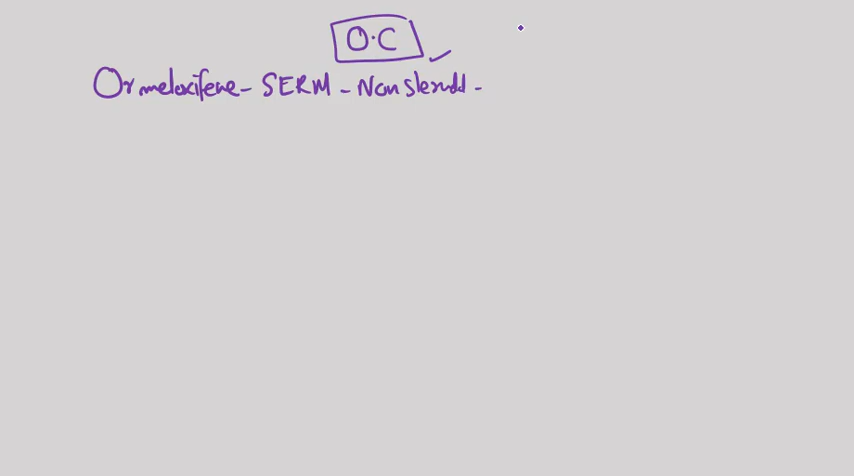 O.C
Ormeloxifene - SERM - Non Steroidal -